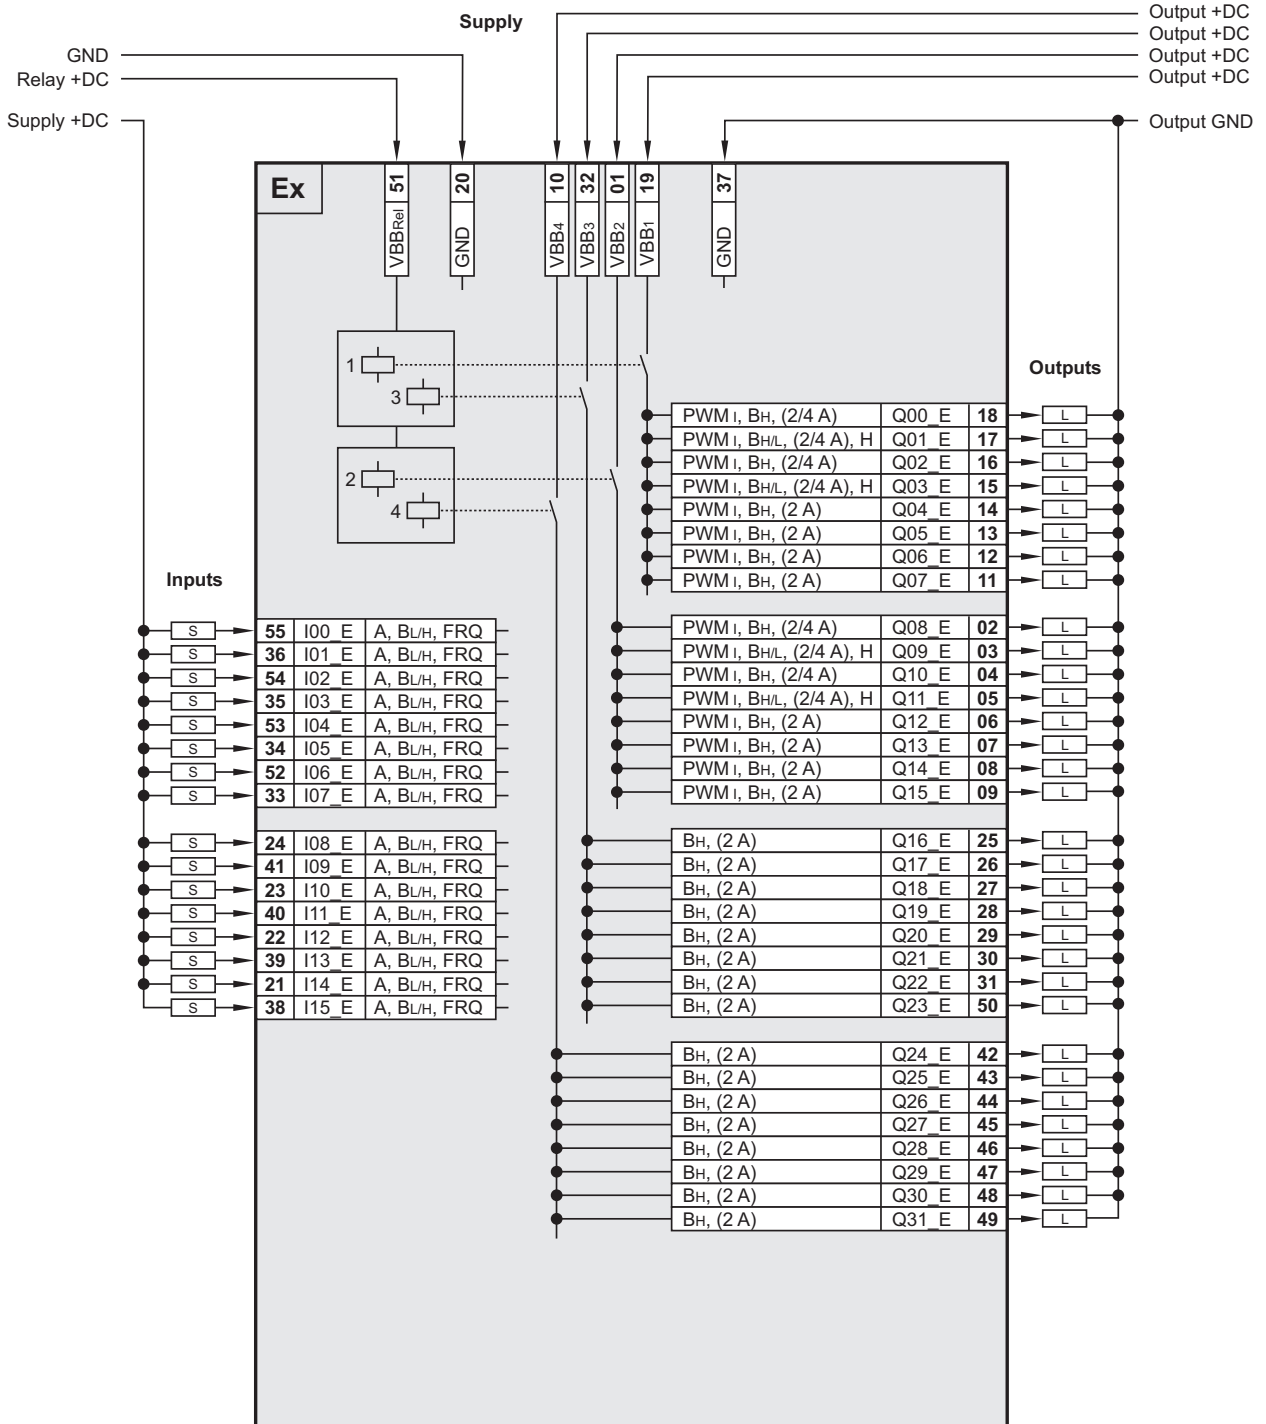 Supply
Output +DC
Output +DC
Output +DC
Output +DC
GND
Relay +DC
Supply +DC
Output GND
Ex
51 VBBRel
20 GND
10 VBB4
32 VBB3
01 VBB2
19 VBB1
37 GND
1
3
2
4
Outputs
PWM I, BH, (2/4 A) Q00_E 18 L
PWM I, BH/L, (2/4 A), H Q01_E 17 L
PWM I, BH, (2/4 A) Q02_E 16 L
PWM I, BH/L, (2/4 A), H Q03_E 15 L
PWM I, BH, (2 A) Q04_E 14 L
PWM I, BH, (2 A) Q05_E 13 L
PWM I, BH, (2 A) Q06_E 12 L
PWM I, BH, (2 A) Q07_E 11 L
Inputs
S 55 I00_E A, BL/H, FRQ
S 36 I01_E A, BL/H, FRQ
S 54 I02_E A, BL/H, FRQ
S 35 I03_E A, BL/H, FRQ
S 53 I04_E A, BL/H, FRQ
S 34 I05_E A, BL/H, FRQ
S 52 I06_E A, BL/H, FRQ
S 33 I07_E A, BL/H, FRQ
PWM I, BH, (2/4 A) Q08_E 02 L
PWM I, BH/L, (2/4 A), H Q09_E 03 L
PWM I, BH, (2/4 A) Q10_E 04 L
PWM I, BH/L, (2/4 A), H Q11_E 05 L
PWM I, BH, (2 A) Q12_E 06 L
PWM I, BH, (2 A) Q13_E 07 L
PWM I, BH, (2 A) Q14_E 08 L
PWM I, BH, (2 A) Q15_E 09 L
S 24 I08_E A, BL/H, FRQ
S 41 I09_E A, BL/H, FRQ
S 23 I10_E A, BL/H, FRQ
S 40 I11_E A, BL/H, FRQ
S 22 I12_E A, BL/H, FRQ
S 39 I13_E A, BL/H, FRQ
S 21 I14_E A, BL/H, FRQ
S 38 I15_E A, BL/H, FRQ
BH, (2 A) Q16_E 25 L
BH, (2 A) Q17_E 26 L
BH, (2 A) Q18_E 27 L
BH, (2 A) Q19_E 28 L
BH, (2 A) Q20_E 29 L
BH, (2 A) Q21_E 30 L
BH, (2 A) Q22_E 31 L
BH, (2 A) Q23_E 50 L
BH, (2 A) Q24_E 42 L
BH, (2 A) Q25_E 43 L
BH, (2 A) Q26_E 44 L
BH, (2 A) Q27_E 45 L
BH, (2 A) Q28_E 46 L
BH, (2 A) Q29_E 47 L
BH, (2 A) Q30_E 48 L
BH, (2 A) Q31_E 49 L